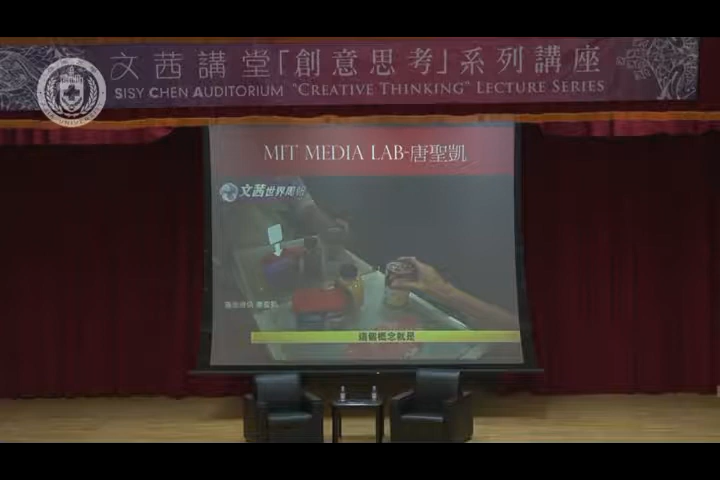 文茜講堂「創意思考」系列講座
SISY CHEN AUDITORIUM "CREATIVE THINKING" LECTURE SERIES
MIT MEDIA LAB-唐聖凱
文茜世界周報
這個概念就是